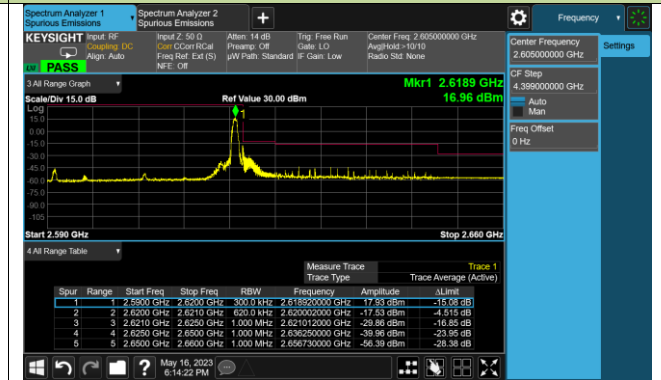 Spectrum Analyzer 1
Spurious Emissions
Spectrum Analyzer 2
Spurious Emissions
Frequency
KEYSIGHT
Input: RF
Coupling: DC
Align: Auto
Input Z: 50 Ω
Corr CCorr RCal
Freq Ref: Ext (S)
NFE: Off
Atten: 14 dB
Preamp: Off
µW Path: Standard
Trig: Free Run
Gate: LO
IF Gain: Low
Center Freq: 2.605000000 GHz
Avg|Hold:>10/10
Radio Std: None
PASS
Center Frequency
2.605000000 GHz
Settings
CF Step
4.399000000 GHz
Auto
Man
Freq Offset
0 Hz
3 All Range Graph
Mkr1 2.6189 GHz
Scale/Div 15.0 dB
Ref Value 30.00 dBm
16.96 dBm
Log
15.0
0.00
-15.0
-30.0
-45.0
-60.0
-75.0
-90.0
-105
1
Start 2.590 GHz
Stop 2.660 GHz
4 All Range Table
Measure Trace Trace 1
Trace Type Trace Average (Active)
Spur Range Start Freq Stop Freq RBW Frequency Amplitude ΔLimit
1 1 2.5900 GHz 2.6200 GHz 300.0 kHz 2.618920000 GHz 17.93 dBm -15.08 dB
2 2 2.6200 GHz 2.6210 GHz 620.0 kHz 2.620002000 GHz -17.53 dBm -4.515 dB
3 3 2.6210 GHz 2.6250 GHz 1.000 MHz 2.621012000 GHz -29.86 dBm -16.85 dB
4 4 2.6250 GHz 2.6500 GHz 1.000 MHz 2.636250000 GHz -39.96 dBm -23.95 dB
5 5 2.6500 GHz 2.6600 GHz 1.000 MHz 2.656730000 GHz -56.39 dBm -28.38 dB
May 16, 2023
6:14:22 PM